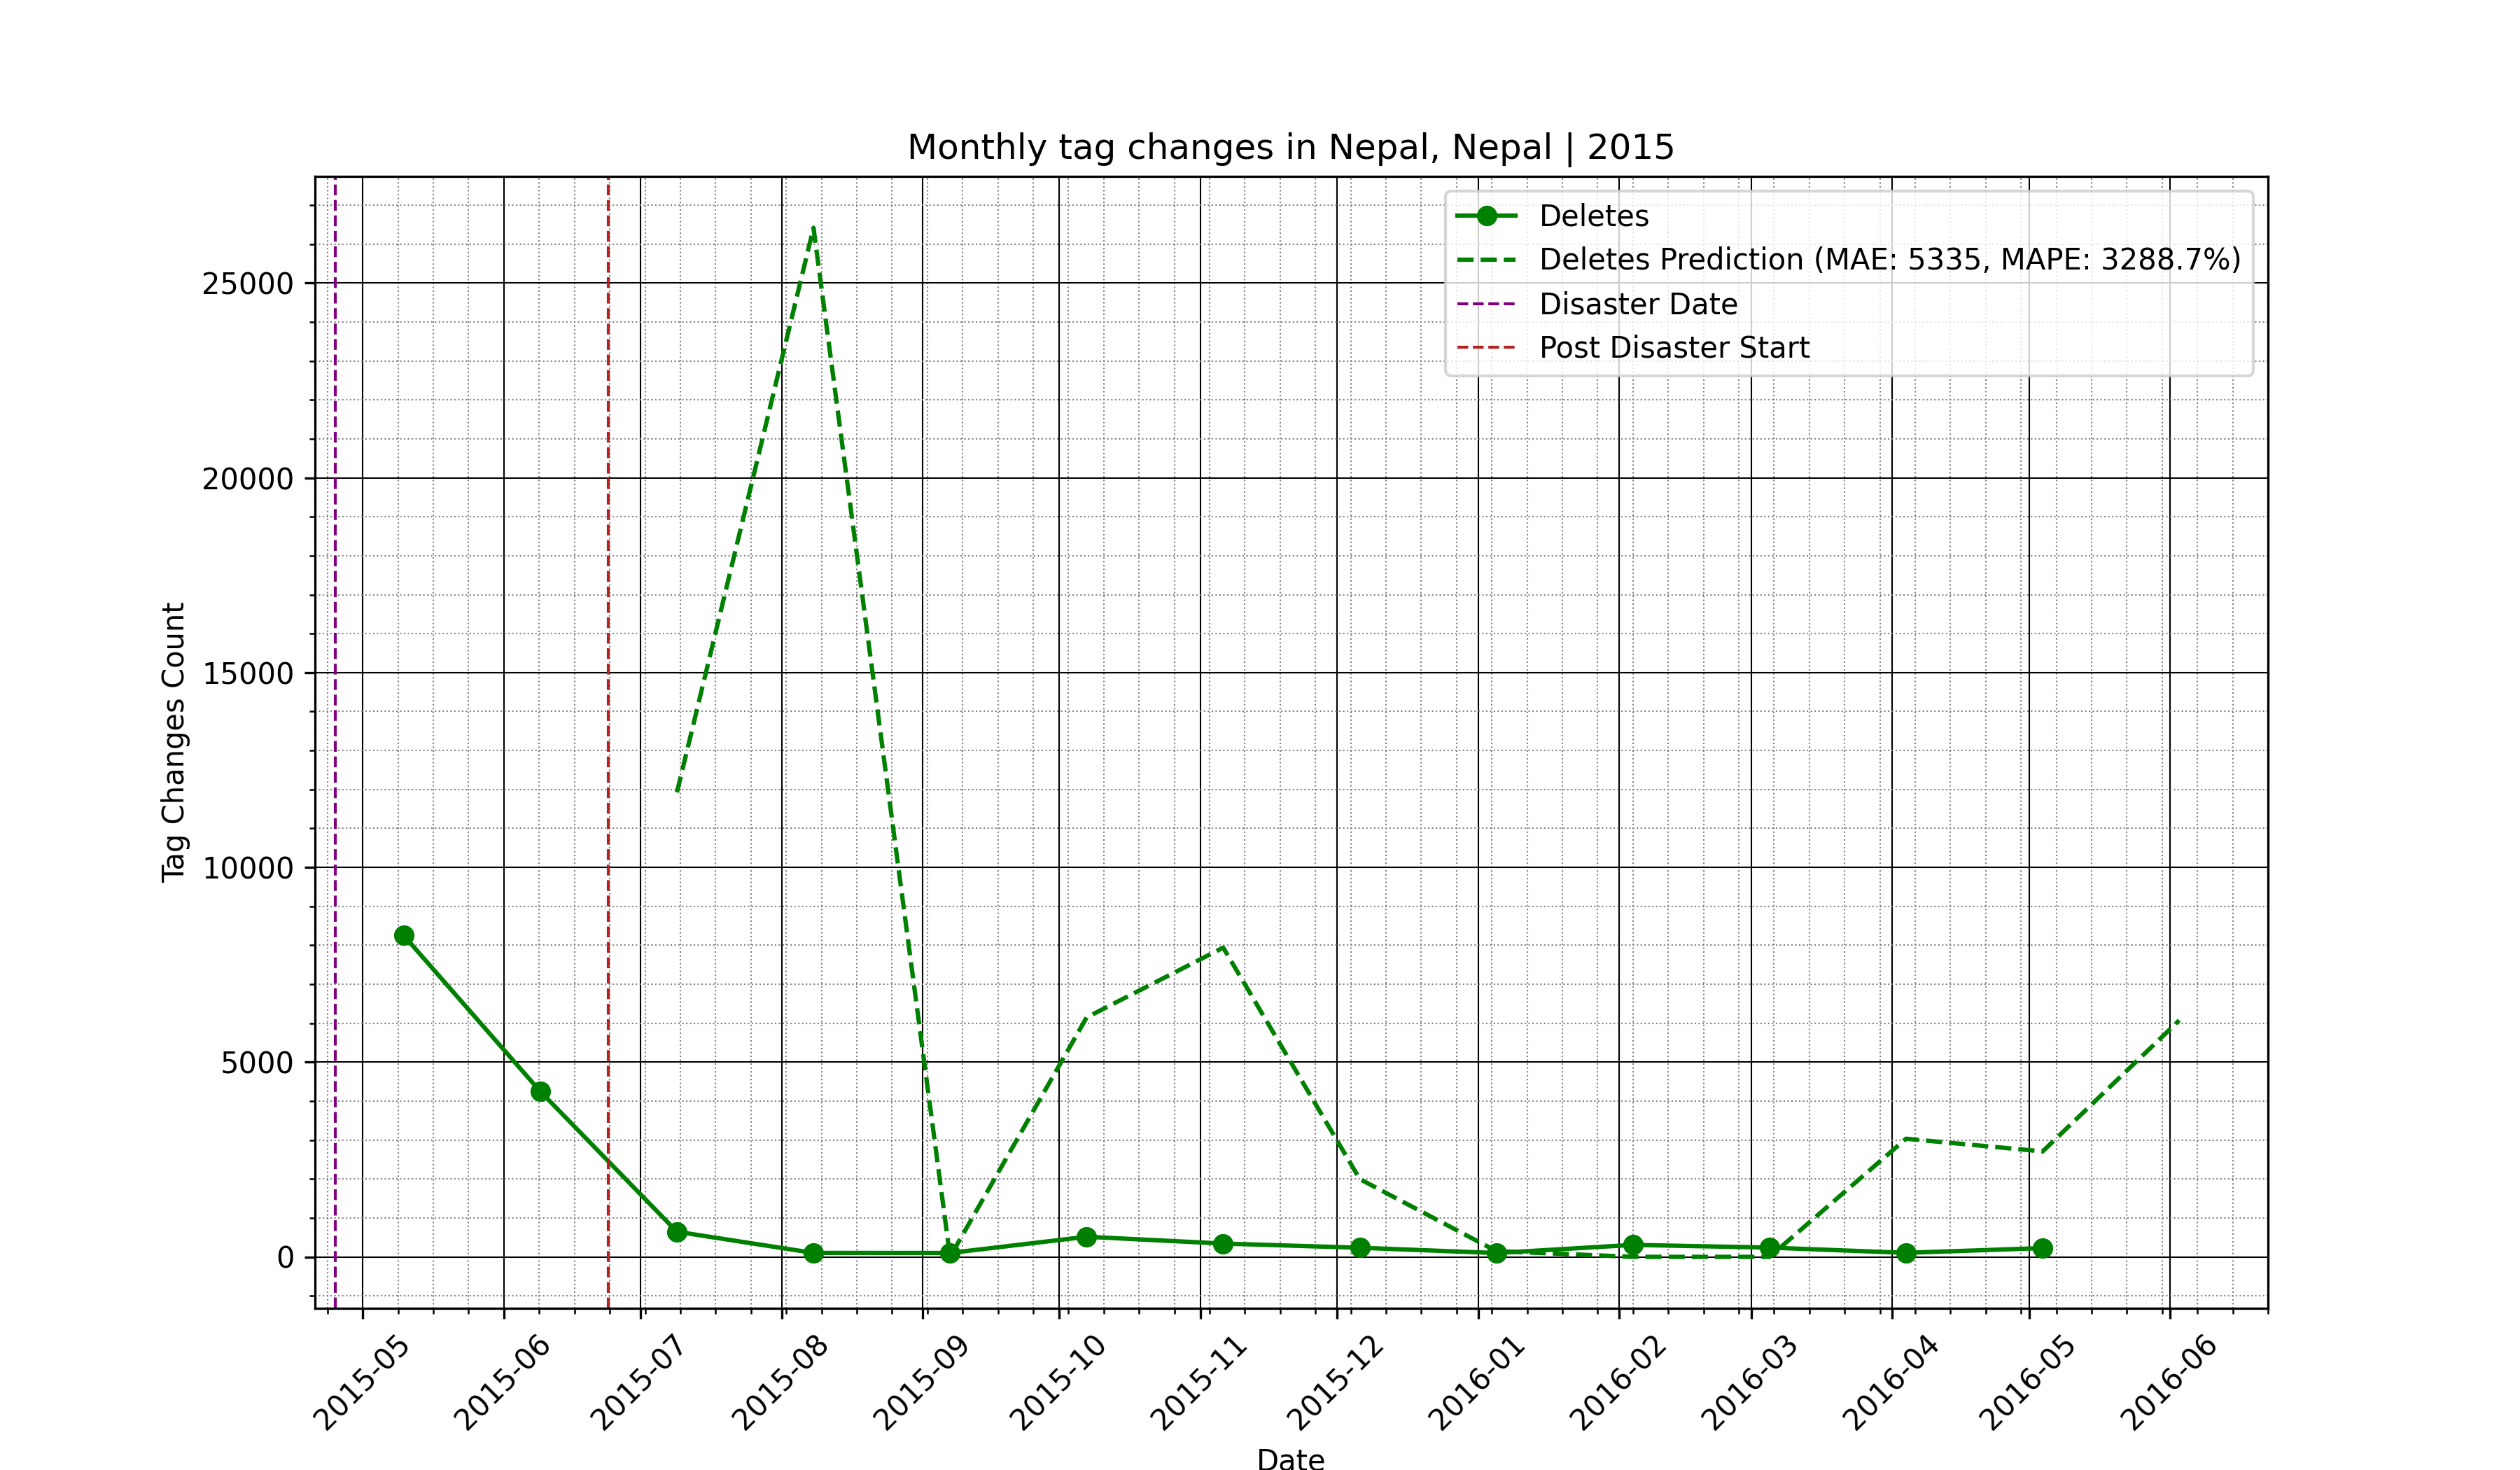 Monthly tag changes in Nepal, Nepal | 2015
Deletes
Deletes Prediction (MAE: 5335, MAPE: 3288.7%)
Disaster Date
Post Disaster Start
Tag Changes Count
25000
20000
15000
10000
5000
0
2015-05
2015-06
2015-07
2015-08
2015-09
2015-10
2015-11
2015-12
2016-01
2016-02
2016-03
2016-04
2016-05
2016-06
Date